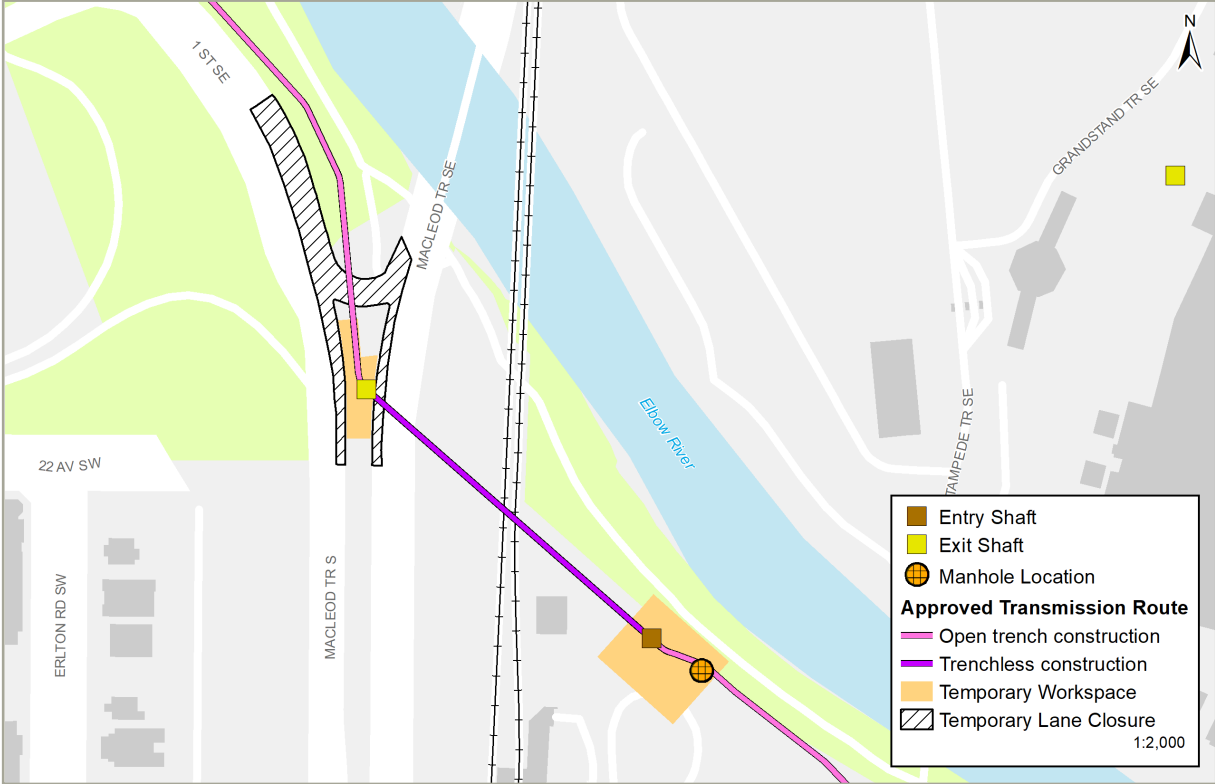 N
1 ST SE
GRANDSTAND TR SE
MACLEOD TR SE
Elbow River
TAMPEDE TR SE
22 AV SW
ERLTON RD SW
MACLEOD TR S
Entry Shaft
Exit Shaft
Manhole Location
Approved Transmission Route
Open trench construction
Trenchless construction
Temporary Workspace
Temporary Lane Closure
1:2,000